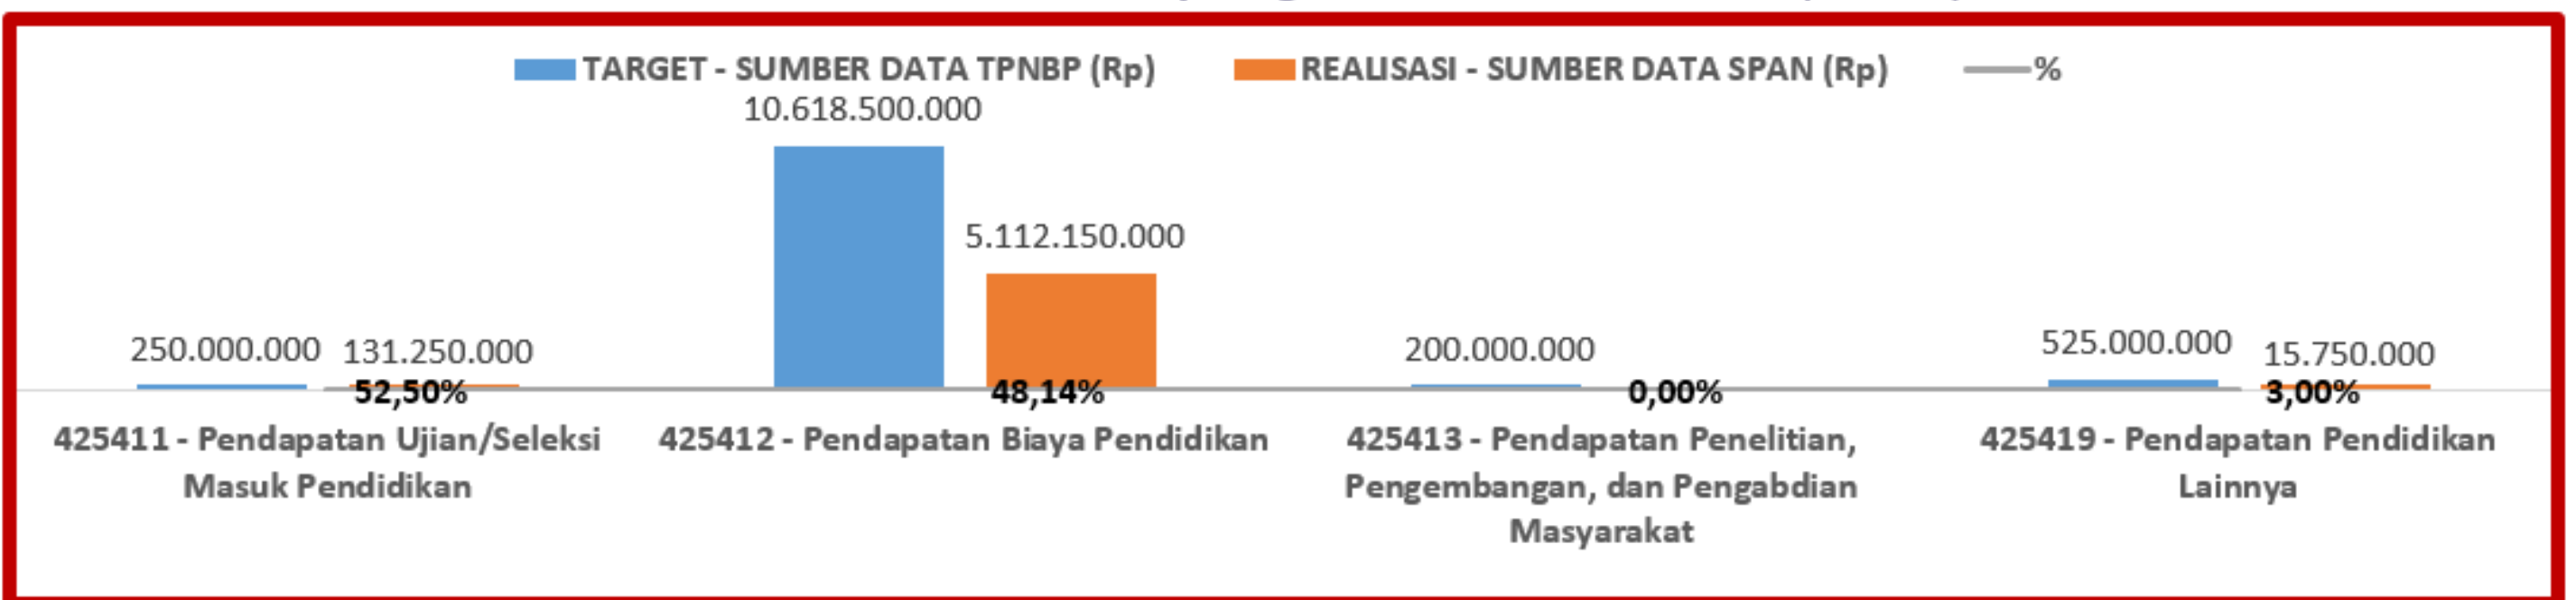 TARGET - SUMBER DATA TPNBP (Rp) REALISASI - SUMBER DATA SPAN (Rp) %
10.618.500.000
5.112.150.000
250.000.000 131.250.000 200.000.000 525.000.000 15.750.000
52,50% 48,14% 0,00% 3,00%
425411 - Pendapatan Ujian/Seleksi
Masuk Pendidikan
425412 - Pendapatan Biaya Pendidikan
425413 - Pendapatan Penelitian,
Pengembangan, dan Pengabdian
Masyarakat
425419 - Pendapatan Pendidikan
Lainnya